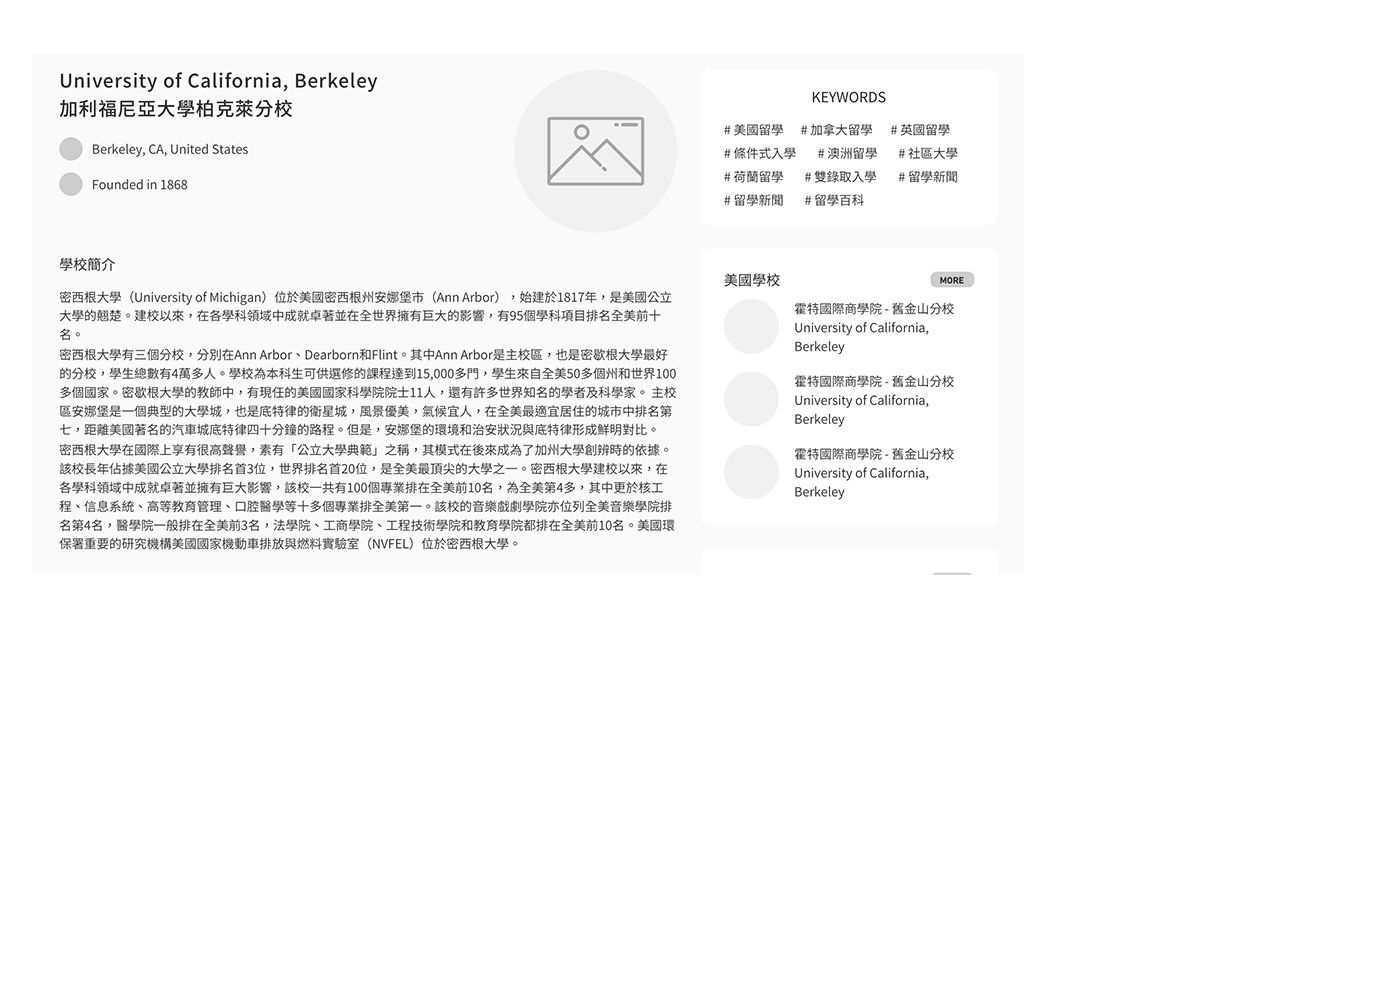 University of California, Berkeley
加利福尼亞大學柏克萊分校
Berkeley, CA, United States
Founded in 1868
學校簡介
密西根大學（University of Michigan）位於美國密西根州安娜堡市（Ann Arbor），始建於1817年，是美國公立
大學的翹楚。建校以來，在各學科領域中成就卓著並在全世界擁有巨大的影響，有95個學科項目排名全美前十
名。
密西根大學有三個分校，分別在Ann Arbor、Dearborn和Flint。其中Ann Arbor是主校區，也是密歇根大學最好
的分校，學生總數有4萬多人。學校為本科生可供選修的課程達到15,000多門，學生來自全美50多個州和世界100
多個國家。密歇根大學的教師中，有現任的美國國家科學院院士11人，還有許多世界知名的學者及科學家。 主校
區安娜堡是一個典型的大學城，也是底特律的衛星城，風景優美，氣候宜人，在全美最適宜居住的城市中排名第
七，距離美國著名的汽車城底特律四十分鐘的路程。但是，安娜堡的環境和治安狀況與底特律形成鮮明對比。
密西根大學在國際上享有很高聲譽，素有「公立大學典範」之稱，其模式在後來成為了加州大學創辨時的依據。
該校長年佔據美國公立大學排名首3位，世界排名首20位，是全美最頂尖的大學之一。密西根大學建校以來，在
各學科領域中成就卓著並擁有巨大影響，該校一共有100個專業排在全美前10名，為全美第4多，其中更於核工
程、信息系統、高等教育管理、口腔醫學等十多個專業排全美第一。該校的音樂戲劇學院亦位列全美音樂學院排
名第4名，醫學院一般排在全美前3名，法學院、工商學院、工程技術學院和教育學院都排在全美前10名。美國環
保署重要的研究機構美國國家機動車排放與燃料實驗室（NVFEL）位於密西根大學。
KEYWORDS
# 美國留學 # 加拿大留學 # 英國留學
# 條件式入學 # 澳洲留學 # 社區大學
# 荷蘭留學 # 雙錄取入學 # 留學新聞
# 留學新聞 # 留學百科
美國學校 MORE
霍特國際商學院 - 舊金山分校
University of California,
Berkeley
霍特國際商學院 - 舊金山分校
University of California,
Berkeley
霍特國際商學院 - 舊金山分校
University of California,
Berkeley